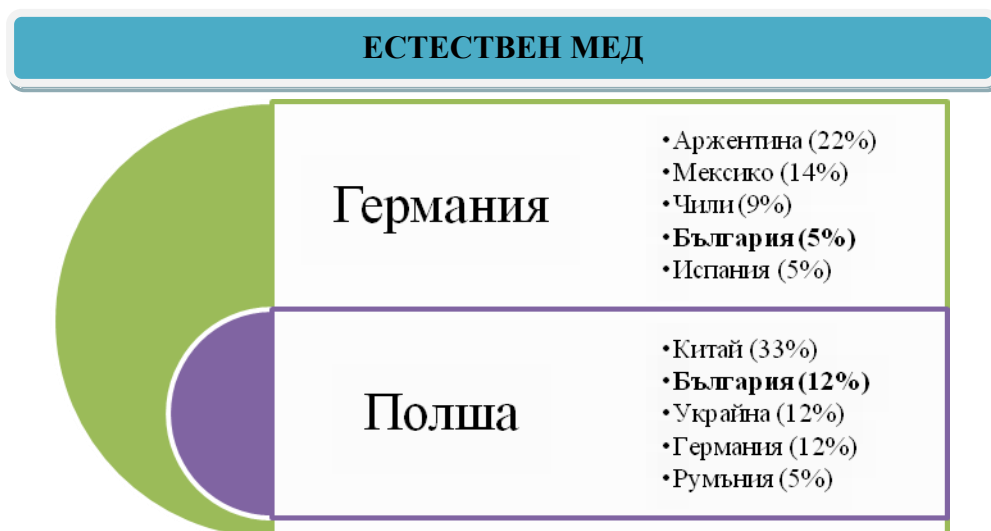 ЕСТЕСТВЕН МЕД
Германия
•Аржентина (22%)
•Мексико (14%)
•Чили (9%)
•България (5%)
•Испания (5%)
Полша
•Китай (33%)
•България (12%)
•Украйна (12%)
•Германия (12%)
•Румъния (5%)